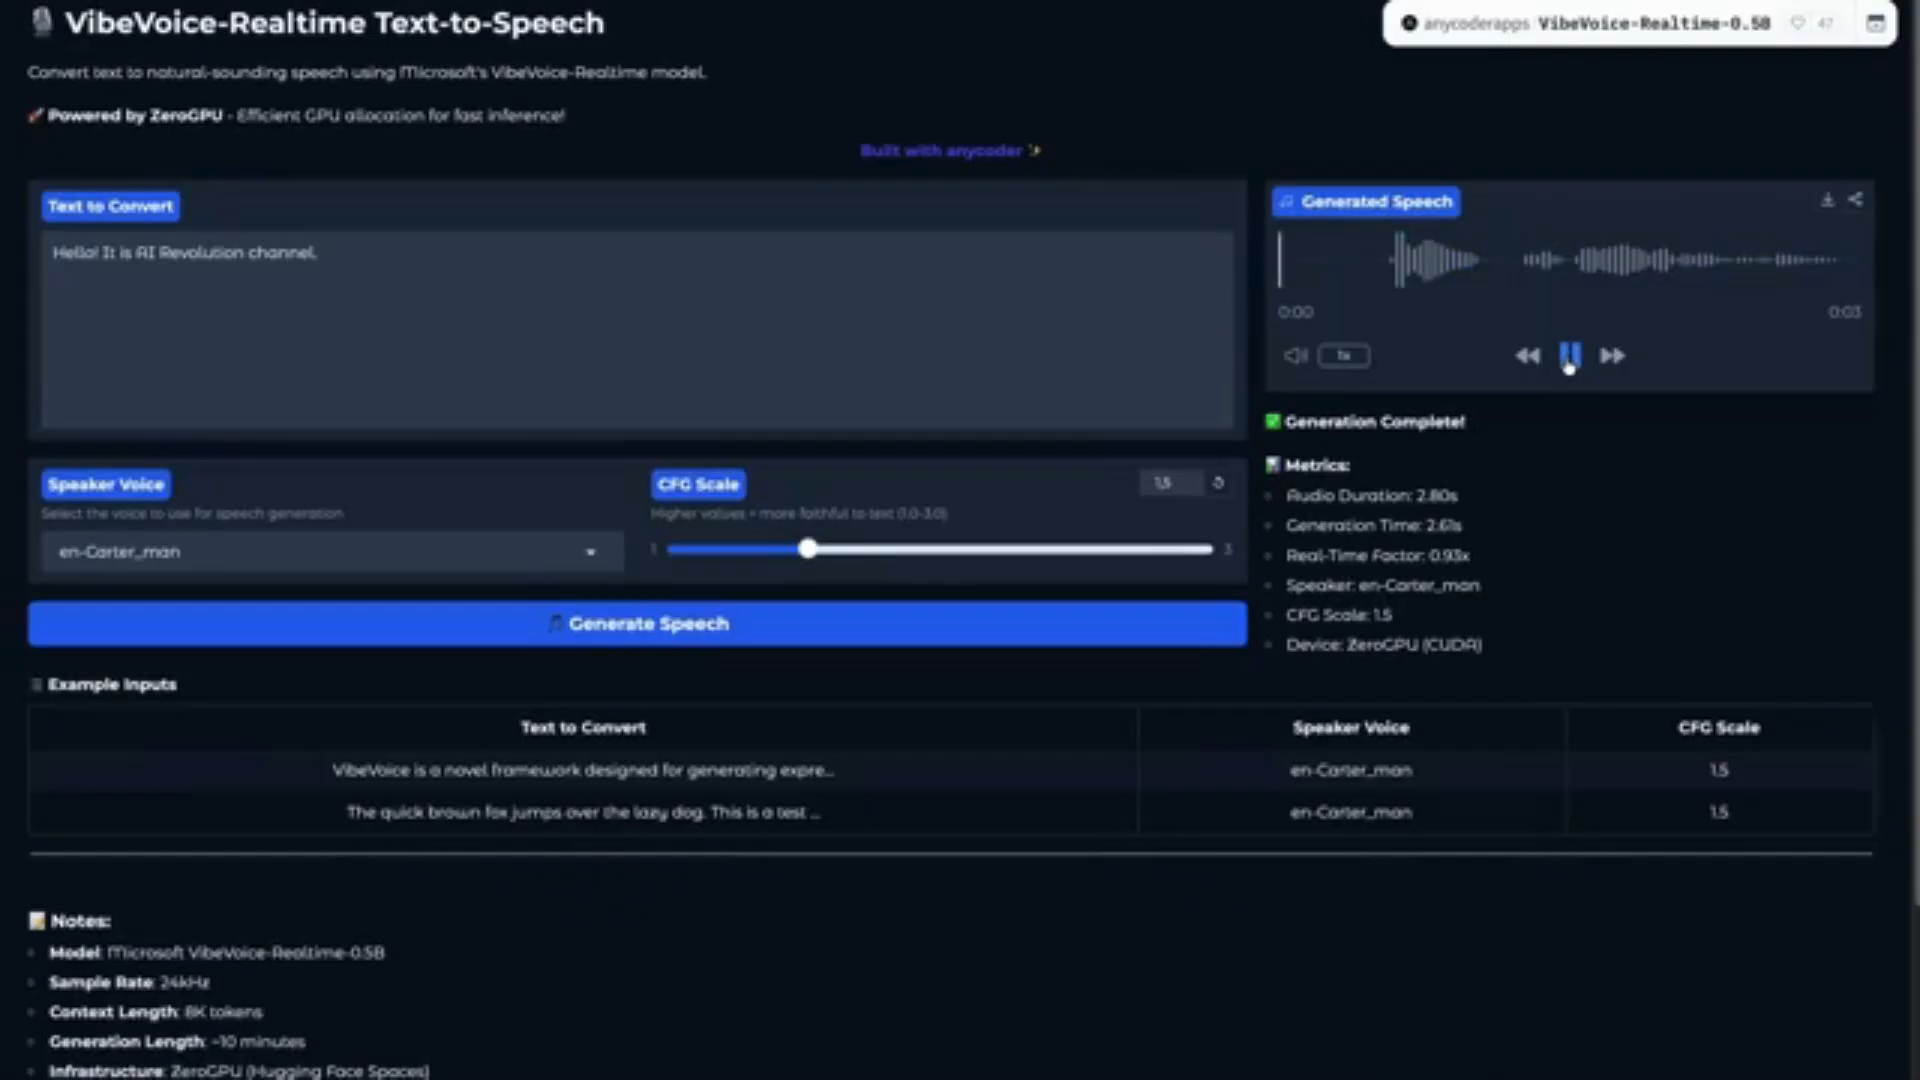 VibeVoice-Realtime Text-to-Speech
anycoderapps VibeVoice-Realtime-0.5B 47
Convert text to natural-sounding speech using Microsoft's VibeVoice-Realtime model.
Powered by ZeroGPU - Efficient GPU allocation for fast inference!
Built with anycoder
Text to Convert
Hello! It is AI Revolution channel.
Generated Speech
0:00 0:03
1x
Generation Complete!
Metrics:
Audio Duration: 2.80s
Generation Time: 2.61s
Real-Time Factor: 0.93x
Speaker: en-Carter_man
CFG Scale: 1.5
Device: ZeroGPU (CUDA)
Speaker Voice
Select the voice to use for speech generation
en-Carter_man
CFG Scale
1.5
Higher values = more faithful to text (1.0-3.0)
1 3
Generate Speech
Example Inputs
Text to Convert Speaker Voice CFG Scale
VibeVoice is a novel framework designed for generating expre... en-Carter_man 1.5
The quick brown fox jumps over the lazy dog. This is a test ... en-Carter_man 1.5
Notes:
Model: Microsoft VibeVoice-Realtime-0.5B
Sample Rate: 24kHz
Context Length: 8K tokens
Generation Length: ~10 minutes
Infrastructure: ZeroGPU (Hugging Face Spaces)